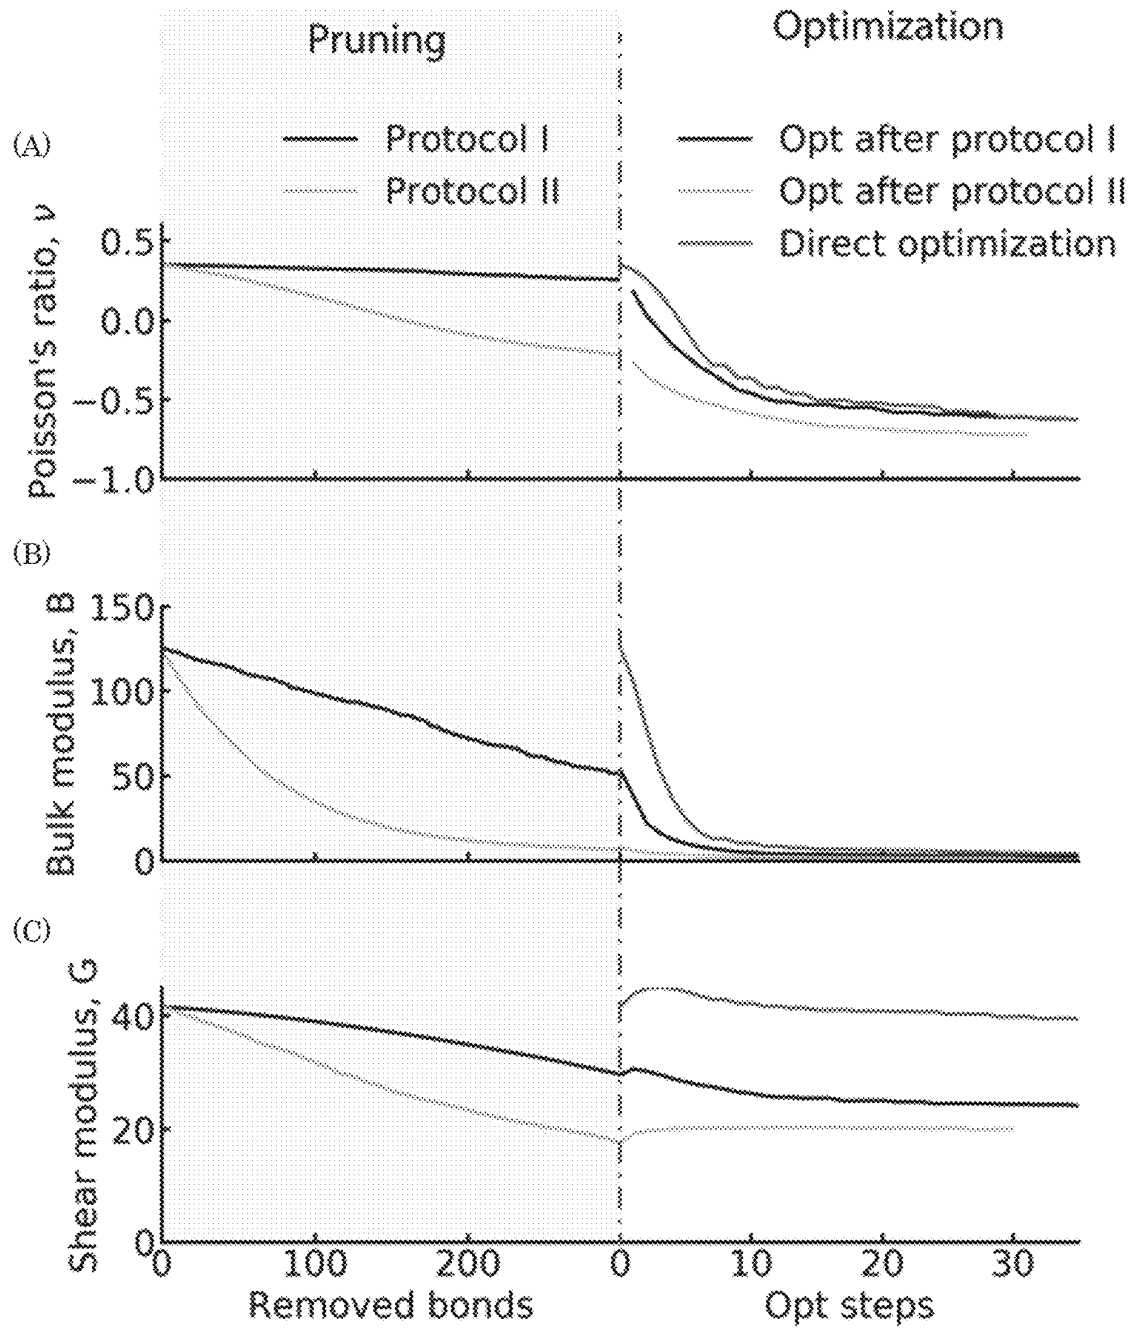 Pruning
Optimization
(A)
Protocol I
Protocol II
Opt after protocol I
Opt after protocol II
Direct optimization
Poisson's ratio, ν
0.5
0.0
−0.5
−1.0
(B)
Bulk modulus, B
150
100
50
0
(C)
Shear modulus, G
40
20
0
0 100 200 0 10 20 30
Removed bonds
Opt steps